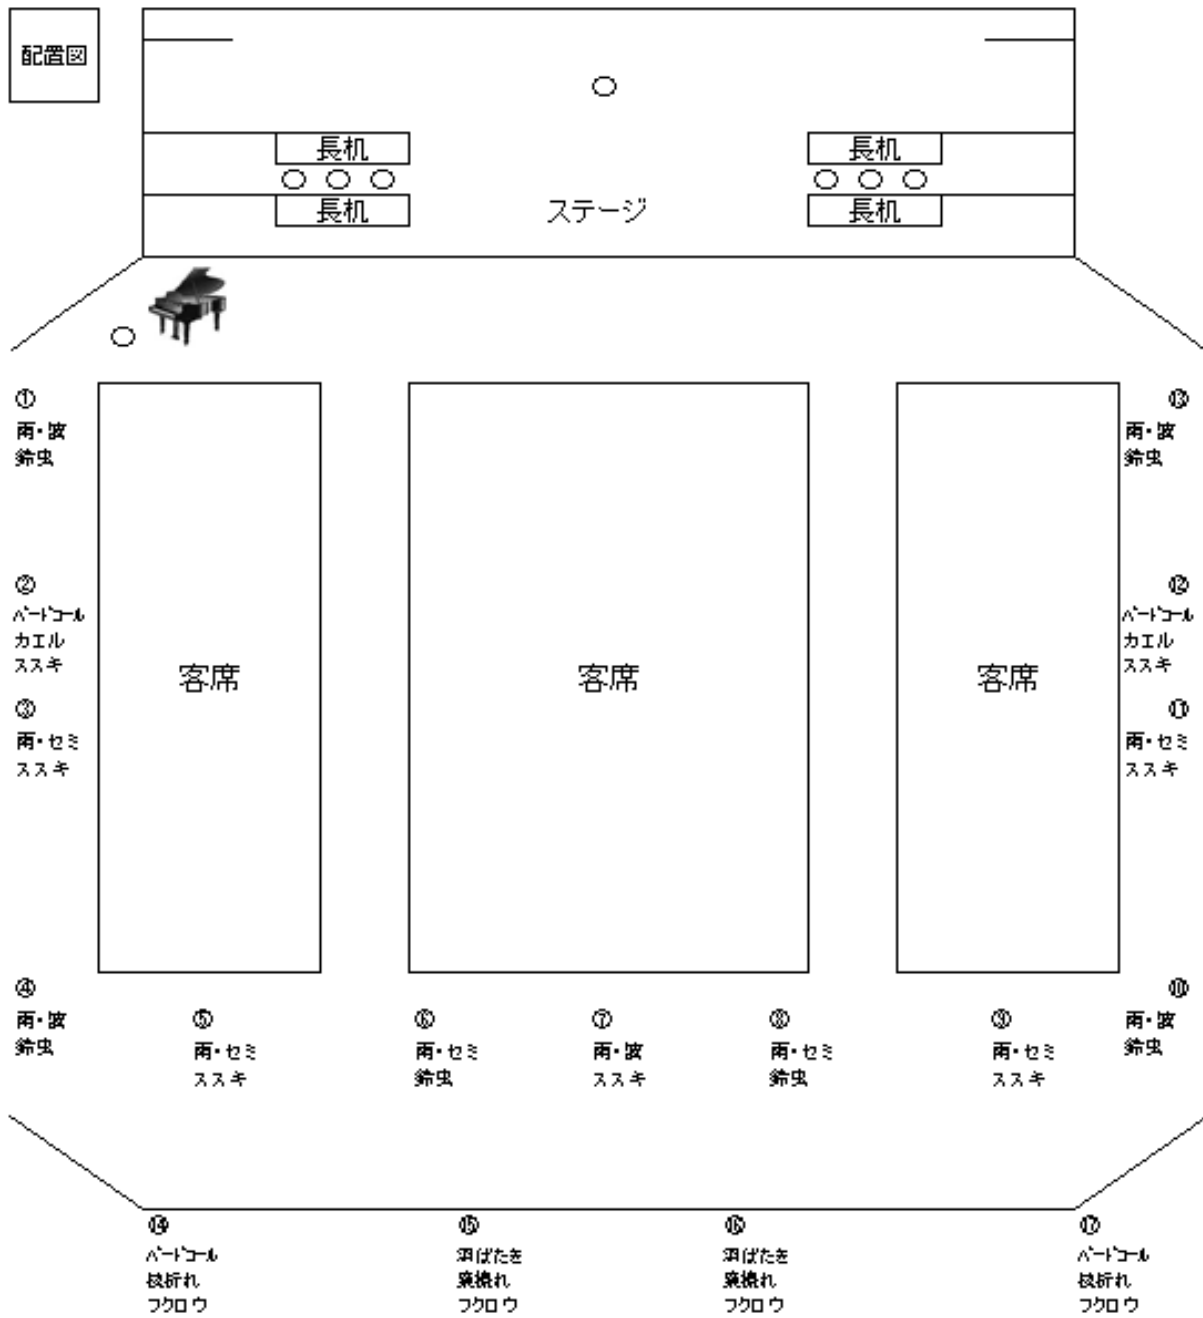 配置図
長机
長机
長机
ステージ
長机
①
雨・波
鈴虫
⑬
雨・波
鈴虫
②
バードコール
カエル
ススキ
⑫
バードコール
カエル
ススキ
客席
客席
客席
③
雨・セミ
ススキ
⑪
雨・セミ
ススキ
④
雨・波
鈴虫
⑤
雨・セミ
ススキ
⑥
雨・セミ
鈴虫
⑦
雨・波
ススキ
⑧
雨・セミ
鈴虫
⑨
雨・セミ
ススキ
⑩
雨・波
鈴虫
⑭
バードコール
枝折れ
フクロウ
⑮
羽ばたき
葉擦れ
フクロウ
⑯
羽ばたき
葉擦れ
フクロウ
⑰
バードコール
枝折れ
フクロウ